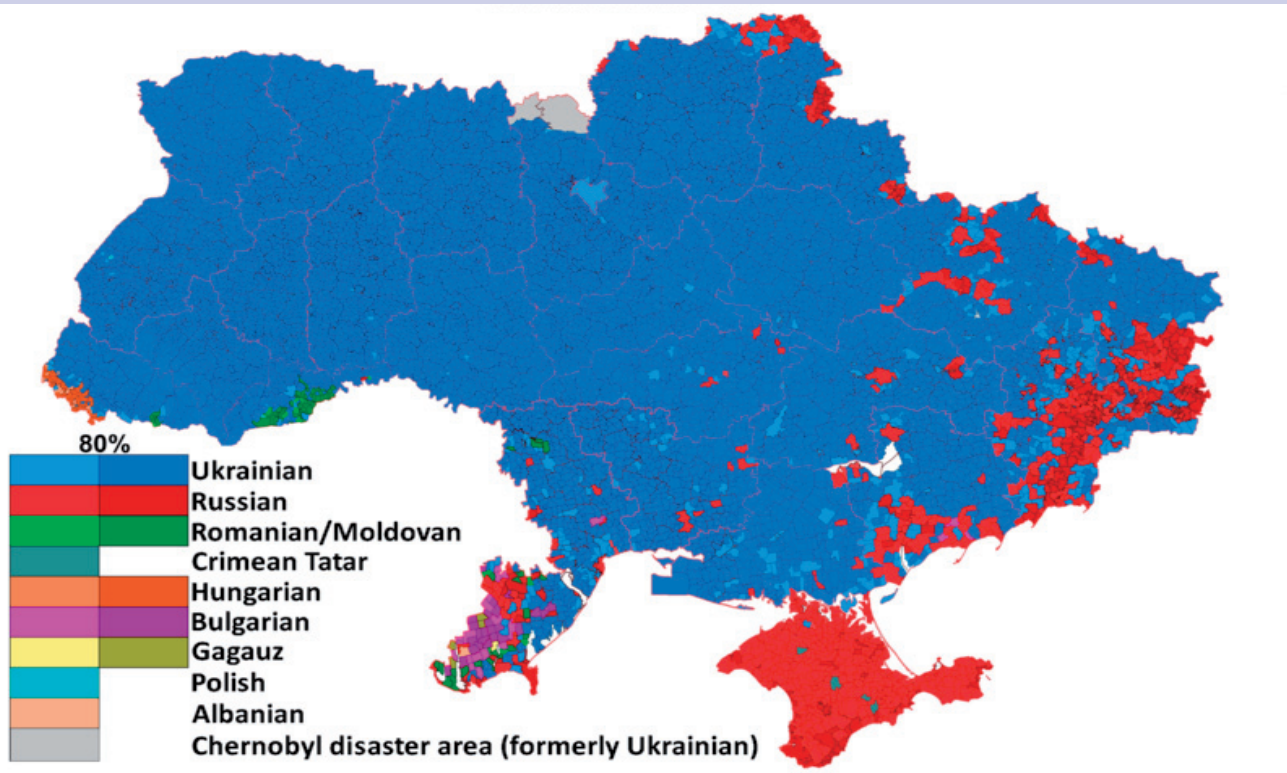 80%
Ukrainian
Russian
Romanian/Moldovan
Crimean Tatar
Hungarian
Bulgarian
Gagauz
Polish
Albanian
Chernobyl disaster area (formerly Ukrainian)